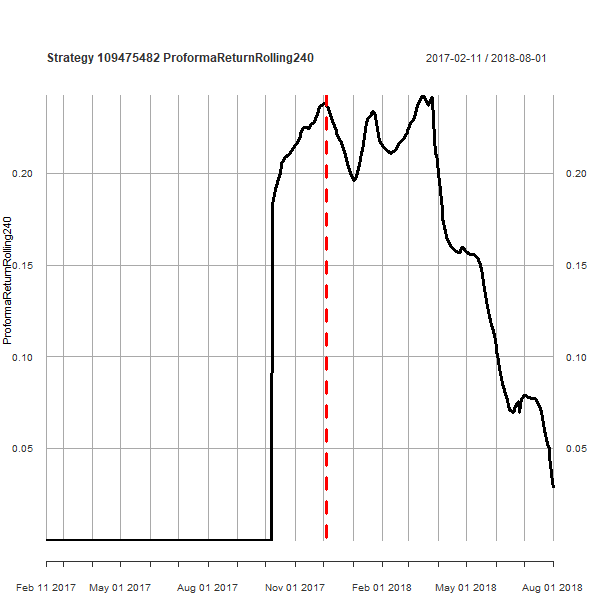 Strategy 109475482 ProformaReturnRolling240
2017-02-11 / 2018-08-01
ProformaReturnRolling240
0.20
0.15
0.10
0.05
0.20
0.15
0.10
0.05
Feb 11 2017
May 01 2017
Aug 01 2017
Nov 01 2017
Feb 01 2018
May 01 2018
Aug 01 2018